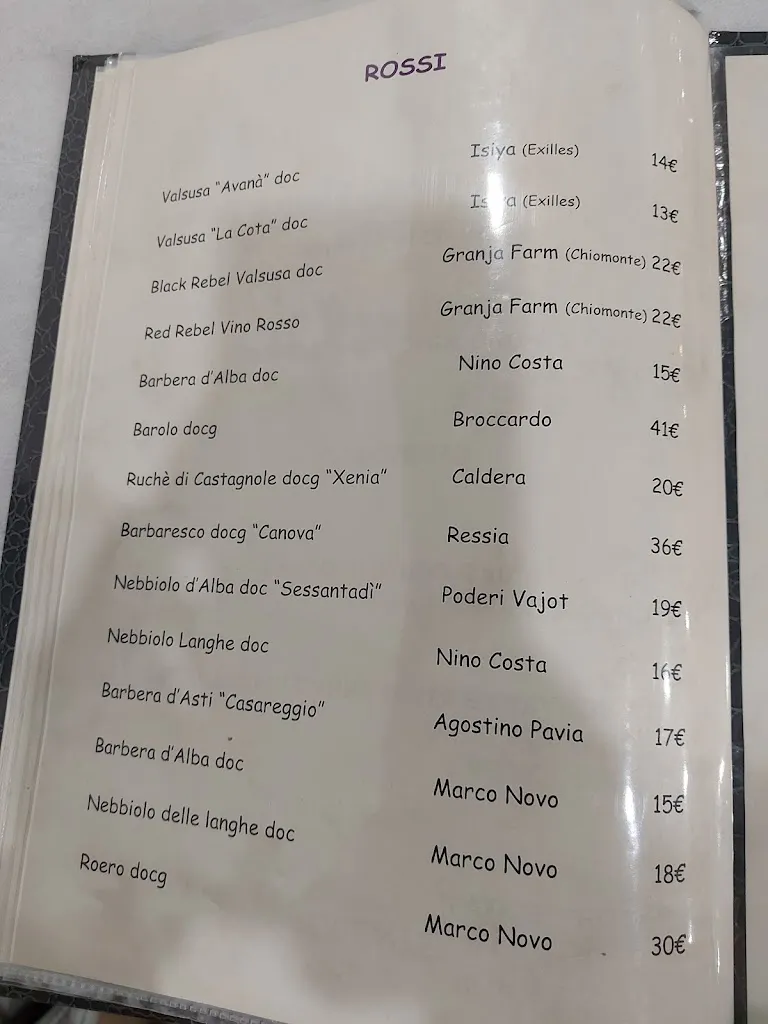 ROSSI
Valsusa "Avanà" doc Isiya (Exilles) 14€
Valsusa "La Cota" doc Isiya (Exilles) 13€
Black Rebel Valsusa doc Granja Farm (Chiomonte) 22€
Red Rebel Vino Rosso Granja Farm (Chiomonte) 22€
Barbera d'Alba doc Nino Costa 15€
Barolo docg Broccardo 41€
Ruchè di Castagnole docg "Xenia" Caldera 20€
Barbaresco docg "Canova" Ressia 36€
Nebbiolo d'Alba doc "Sessantadì" Poderi Vajot 19€
Nebbiolo Langhe doc Nino Costa 16€
Barbera d'Asti "Casareggio" Agostino Pavia 17€
Barbera d'Alba doc Marco Novo 15€
Nebbiolo delle langhe doc Marco Novo 18€
Roero docg Marco Novo 30€